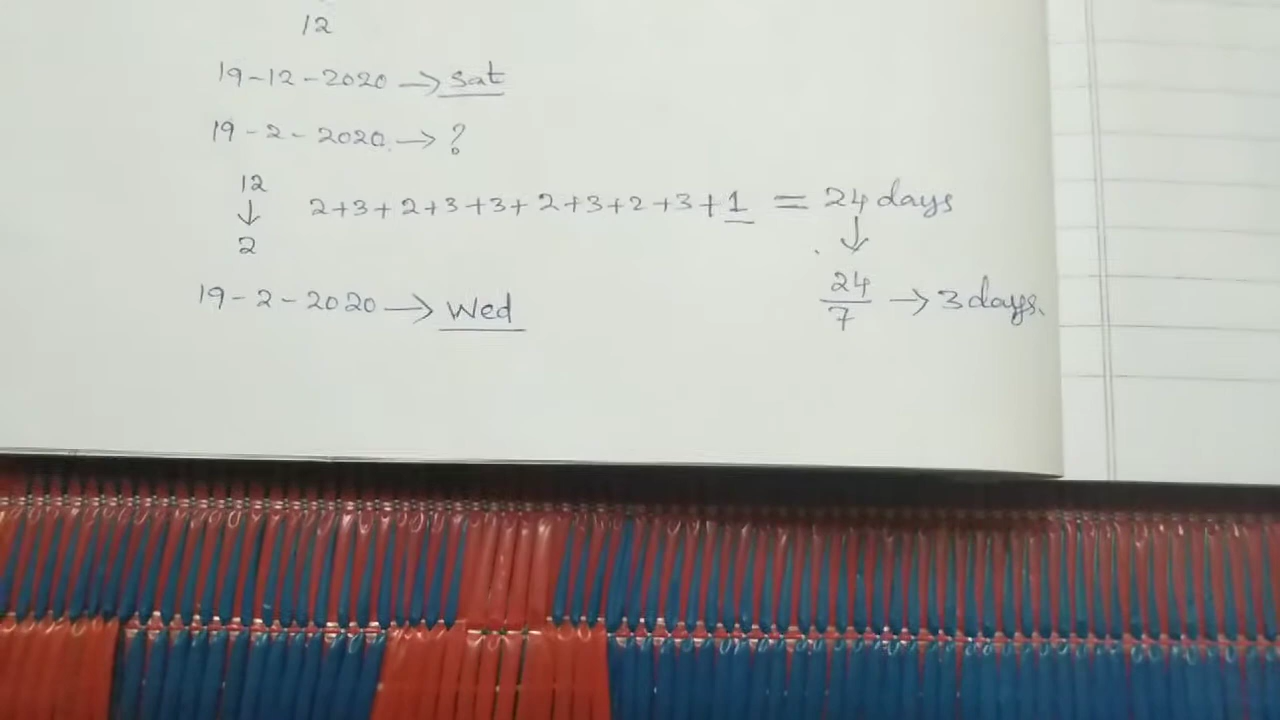 12
19-12-2020 → Sat
19-2-2020. → ?
12
↓
2
2+3+2+3+3+2+3+2+3+1 = 24 days
↓
24/7 → 3 days.
19-2-2020 → Wed